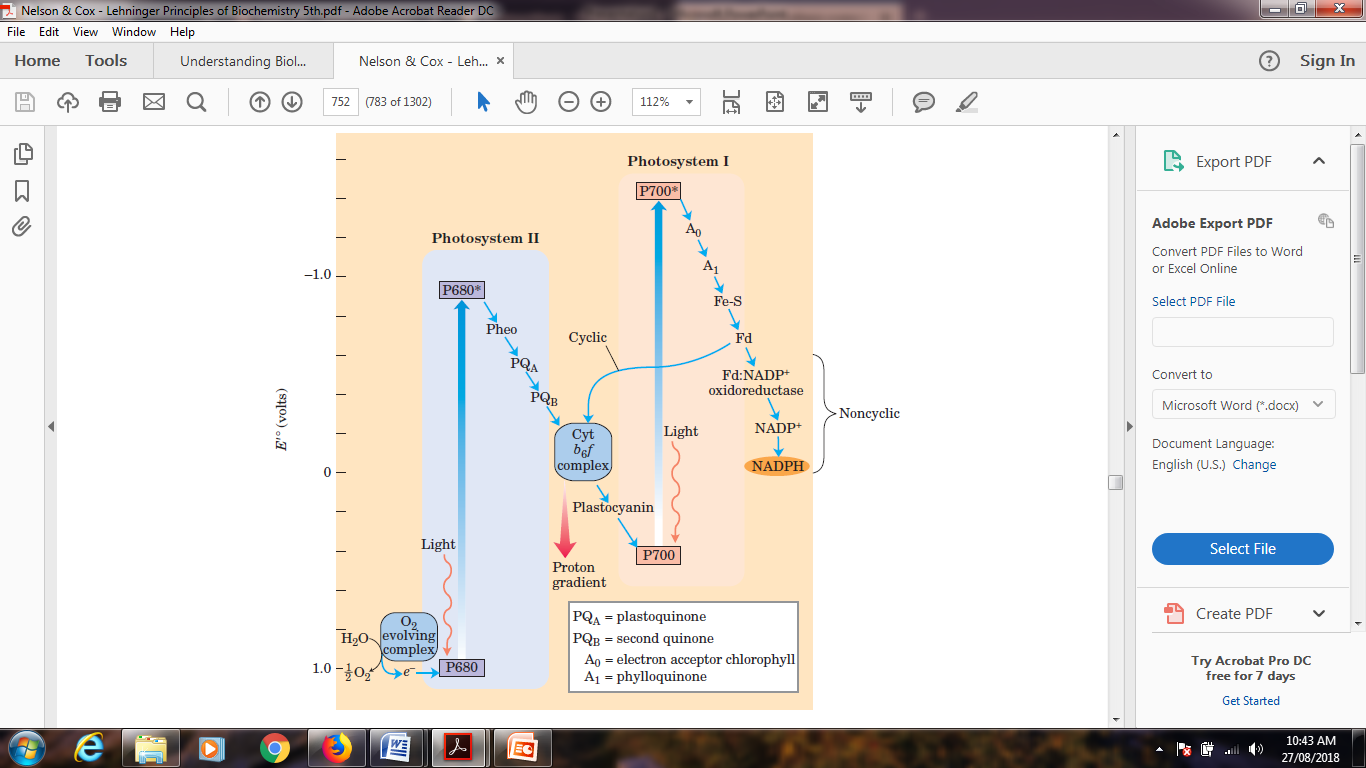 Nelson & Cox - Lehninger Principles of Biochemistry 5th.pdf - Adobe Acrobat Reader DC
File Edit View Window Help
Home Tools Understanding Biol... Nelson & Cox - Leh... × Sign In
752 (783 of 1302) 112%
Photosystem I
P700*
A0
Photosystem II
A1
–1.0
P680*
Fe-S
Pheo
Cyclic
Fd
PQA
Fd:NADP+
oxidoreductase
PQB
E′° (volts)
Noncyclic
NADP+
Light
Cyt
b6f
complex
NADPH
0
Plastocyanin
Light
P700
Proton
gradient
O2
evolving
complex
H2O
1.0
½O2
e–
P680
PQA = plastoquinone
PQB = second quinone
A0 = electron acceptor chlorophyll
A1 = phylloquinone
Export PDF
Adobe Export PDF
Convert PDF Files to Word
or Excel Online
Select PDF File
Convert to
Microsoft Word (*.docx)
Document Language:
English (U.S.) Change
Select File
Create PDF
Try Acrobat Pro DC
free for 7 days
Get Started
10:43 AM
27/08/2018